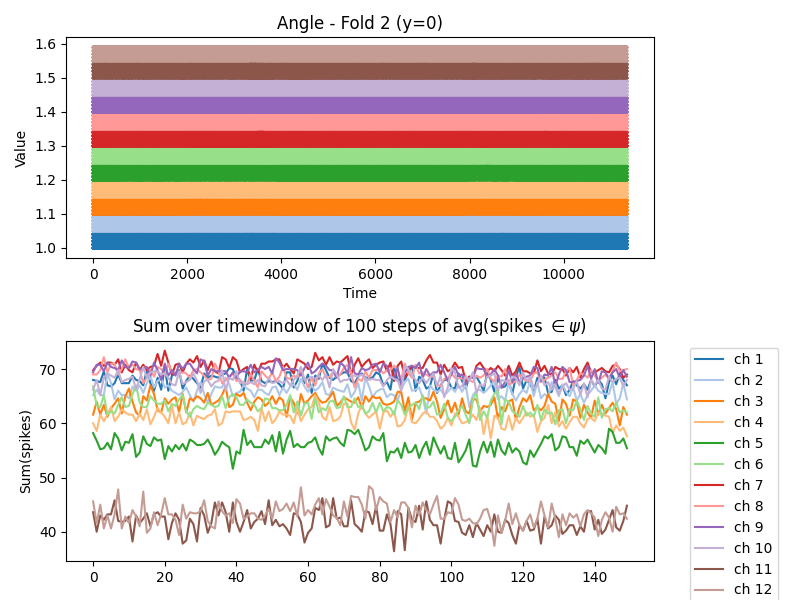 Angle - Fold 2 (y=0)
1.6
1.5
1.4
1.3
1.2
1.1
1.0
Value
0 2000 4000 6000 8000 10000
Time
Sum over timewindow of 100 steps of avg(spikes ∈ ψ)
70
60
50
40
Sum(spikes)
0 20 40 60 80 100 120 140
ch 1
ch 2
ch 3
ch 4
ch 5
ch 6
ch 7
ch 8
ch 9
ch 10
ch 11
ch 12